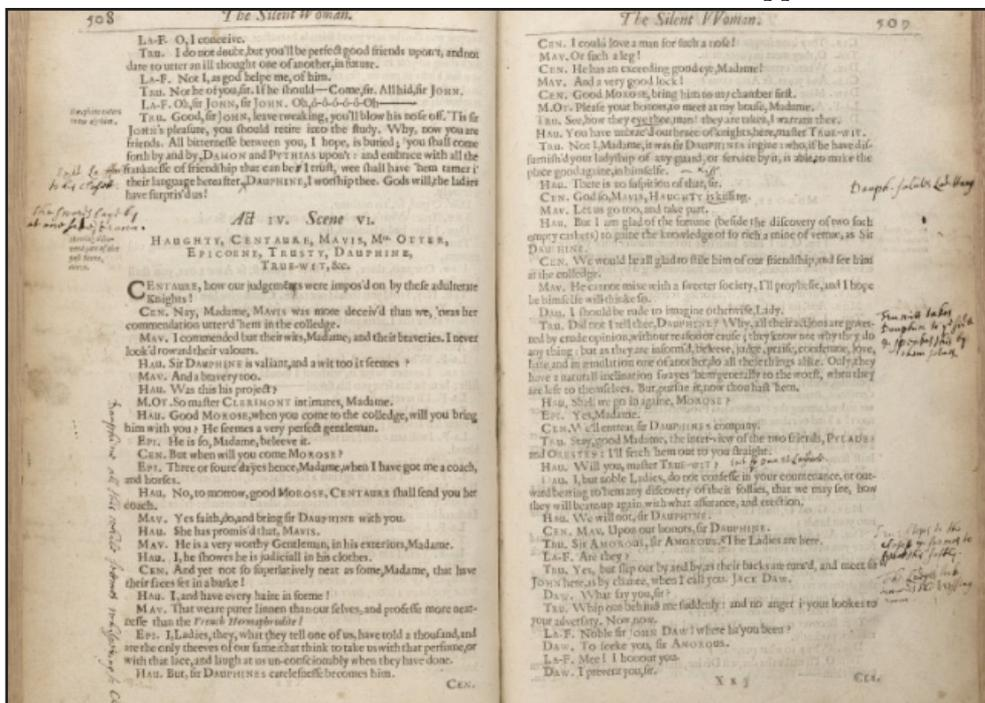 508
The Silent Woman.
LA-F. O, I conceive.
TRU. I do not doubt, but you'll be perfect good friends upon't, and not
dare to utter an ill thought one of another, in future.
LA-F. Not I, as god helpe me, of him.
TRU. Nor he of you, sir. If he should—Come, sir. All hid, sir JOHN.
LA-F. Oh, sir JOHN, sir JOHN. Oh, ô-ô-ô-ô-ô-Oh———
TRU. Good, sir JOHN, leave tweaking, you'll blow his nose off. 'Tis sir
JOHN's pleasure, you should retire into the study. Why, now you are
friends. All bitternesse between you, I hope, is buried; you shall come
forth by and by, DAMON and PYTHIAS upon't: and embrace with all the
franknesse of friendship that can be. I trust, wee shall have 'hem tamer i'
their language hereafter. DAUPHINE, I worship thee. Gods will, the ladies
have surpris'd us!
Act IV. Scene VI.
HAUGHTY, CENTAURE, MAVIS, Mrs. OTTER,
EPICOENE, TRUSTY, DAUPHINE,
TRUE-WIT, &c.
CENTAURE, how our judgements were impos'd on by these adulterate
Knights!
CEN. Nay, Madame, MAVIS was more deceiv'd than we, 'twas her
commendation utter'd 'hem in the colledge.
MAV. I commended but their wits, Madame, and their braveries. I never
look'd toward their valours.
HAU. Sir DAUPHINE is valiant, and a wit too it seemes?
MAV. And a bravery too.
HAU. Was this his project?
M.OT. So master CLERIMONT intimates, Madame.
HAU. Good MOROSE, when you come to the colledge, will you bring
him with you? He seemes a very perfect gentleman.
EPI. He is so, Madame, beleeve it.
CEN. But when will you come MOROSE?
EPI. Three or foure dayes hence, Madame, when I have got me a coach,
and horses.
HAU. No, to morrow, good MOROSE, CENTAURE shall send you her
coach.
MAV. Yes faith, do, and bring sir DAUPHINE with you.
HAU. She has promis'd that, MAVIS.
MAV. He is a very worthy Gentleman, in his exteriors, Madame.
HAU. I, he showes he is judiciall in his clothes.
CEN. And yet not so superlatively neat as some, Madame, that have
their faces set in a brake!
HAU. I, and have every haire in forme!
MAV. That weare purer linnen than our selves, and professe more neat-
nesse than the French Hermaphrodite!
EPI. I, Ladies, they, what they tell one of us, have told a thousand, and
are the only theeves of our fame: that think to take us with that perfume, or
with that lace, and laugh at us un-conscionably when they have done.
HAU. But, sir DAUPHINES carelesnesse becomes him.
CEN.
The Silent VVoman.
509
CEN. I could love a man for such a nose!
MAV. Or such a leg!
CEN. He has an exceeding good eye, Madame!
MAV. And a very good lock!
CEN. Good MOROSE, bring him to my chamber first.
M.OT. Please your honors, to meet at my house, Madame.
TRU. See, how they eye thee, man! they are taken, I warrant thee.
HAU. You have unbrac'd our brace of knights, here, master TRUE-WIT.
TRU. Not I, Madame, it was sir DAUPHINES ingine: who, if he have dis-
furnish'd your ladyship of any guard, or service by it, is able to make the
place good againe, in himselfe.
HAU. There is no suspition of that, sir.
CEN. God so, MAVIS, HAUGHTY is kissing.
MAV. Let us go too, and take part.
HAU. But I am glad of the fortune (beside the discovery of two such
empty caskets) to gaine the knowledge of so rich a mine of vertue, as Sir
DAUPHINE.
CEN. We would be all glad to stile him of our friendship, and see him
at the colledge.
MAV. He cannot mixe with a sweeter society, I'll prophesie, and I hope
he himselfe will thinke so.
DAU. I should be rude to imagine otherwise, Lady.
TRU. Did not I tell thee, DAUPHINE? Why, all their actions are gover-
ned by crude opinion, without reason or cause; they know not why they do
any thing: but as they are inform'd, beleeve, judge, praise, condemne, love,
hate, and in emulation one of another, do all these things alike. Only, they
have a naturall inclination swayes 'hem generally to the worst, when they
are left to themselves. But, pursue it, now thou hast 'hem.
HAU. Shall we go in againe, MOROSE?
EPI. Yes, Madame.
CEN. We'll entreat sir DAUPHINES company.
TRU. Stay, good Madame, the inter-view of the two friends, PYLADES
and ORESTES: I'll fetch 'hem out to you straight.
HAU. Will you, master TRUE-WIT?
DAU. I, but noble Ladies, do not confesse in your countenance, or out-
ward bearing to 'hem any discovery of their follies, that we may see, how
they will beare up again, with what assurance, and erection.
HAU. We will not, sir DAUPHINE.
CEN. MAV. Upon our honors, sir DAUPHINE.
TRU. Sir AMOROUS, sir AMOROUS. The Ladies are here.
LA-F. Are they?
TRU. Yes, but slip out by and by, as their backs are turn'd, and meet sir
JOHN here, as by chance, when I call you. JACK DAW.
DAW. What say you, sir?
TRU. Whip out behind me suddenly: and no anger i' your lookes to
your adversary. Now, now.
LA-F. Noble sir JOHN DAW! where ha' you been?
DAW. To seeke you, sir AMOROUS.
LA-F. Mee! I honour you.
DAW. I prevent you, sir.
X x 3
CLE.